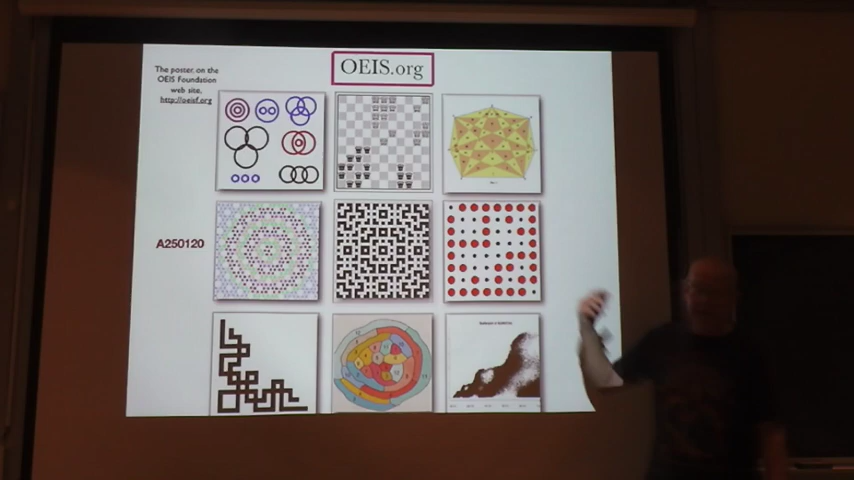 The poster, on the
OEIS Foundation
web site.
http://oeisf.org
OEIS.org
A250120